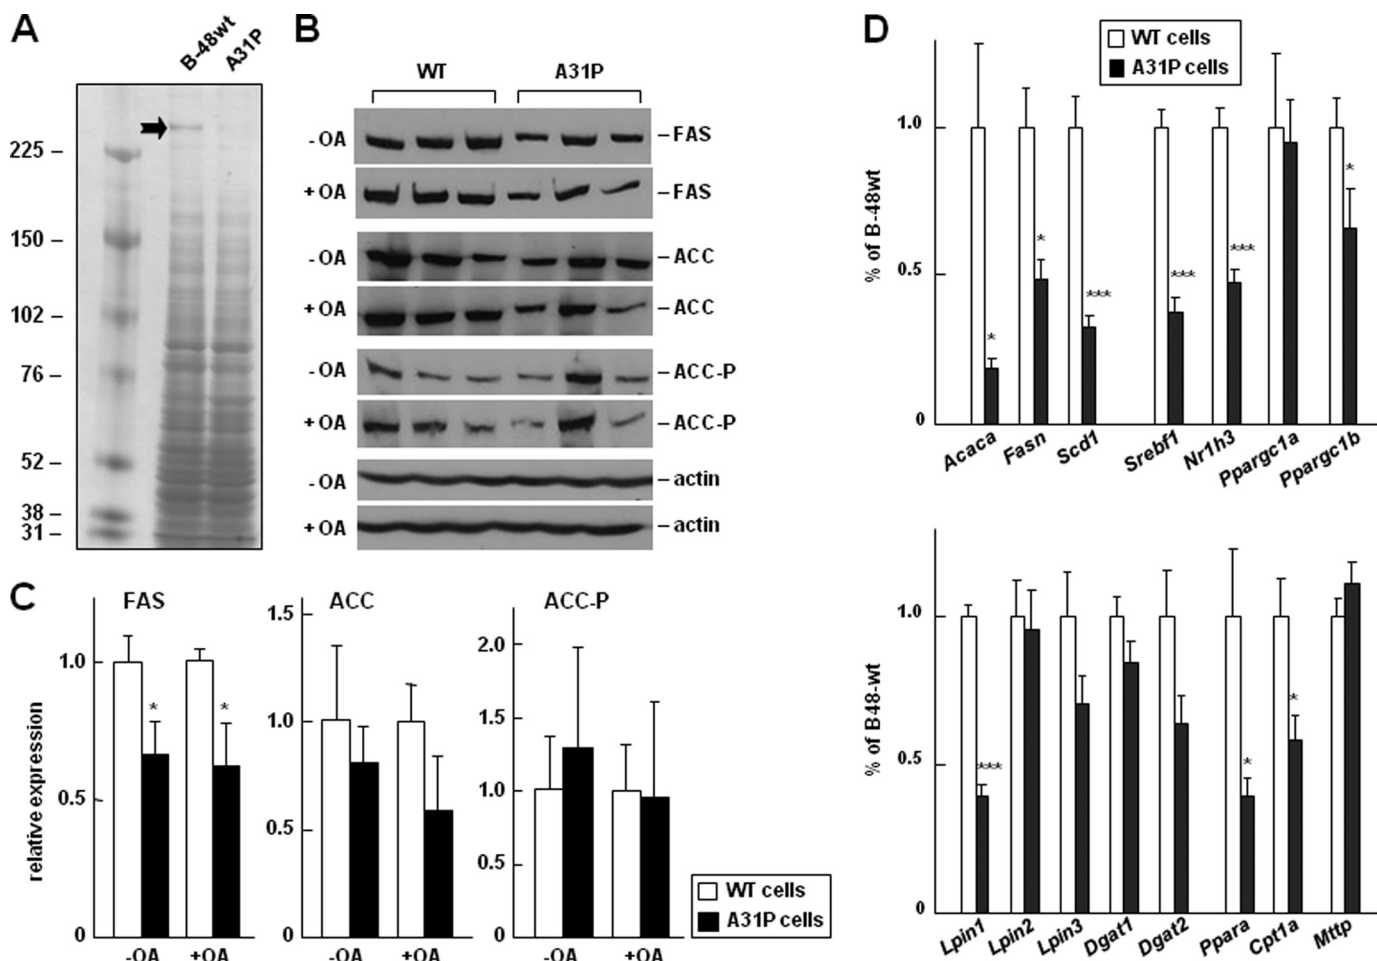 A
B-48wt
A31P
225 –
150 –
102 –
76 –
52 –
38 –
31 –
B
WT
A31P
- OA
– FAS
+ OA
– FAS
- OA
– ACC
+ OA
– ACC
- OA
– ACC-P
+ OA
– ACC-P
- OA
– actin
+ OA
– actin
C
relative expression
FAS
1.0
0.5
0
*
*
-OA
+OA
ACC
1.5
1.0
0.5
0
-OA
+OA
ACC-P
2.0
1.5
1.0
0.5
0
-OA
+OA
WT cells
A31P cells
D
WT cells
A31P cells
% of B-48wt
1.0
0.5
0
*
*
***
***
***
*
Acaca
Fasn
Scd1
Srebf1
Nr1h3
Ppargc1a
Ppargc1b
% of B48-wt
1.0
0.5
0
***
*
*
Lpin1
Lpin2
Lpin3
Dgat1
Dgat2
Ppara
Cpt1a
Mttp